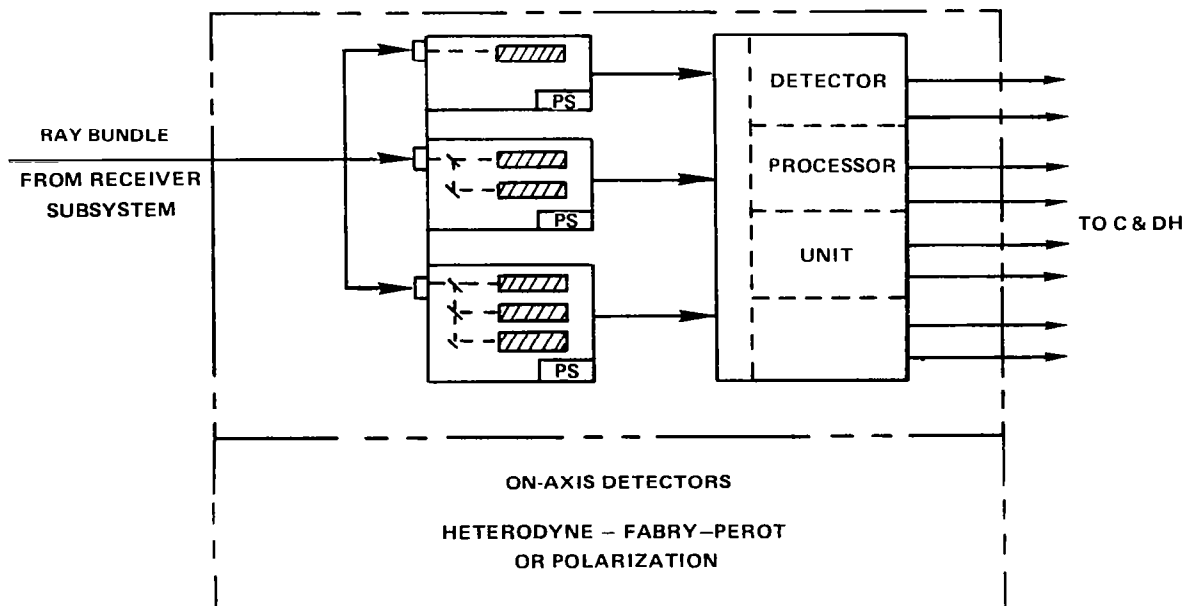 RAY BUNDLE
FROM RECEIVER
SUBSYSTEM
PS
PS
PS
DETECTOR
PROCESSOR
UNIT
TO C & DH
ON-AXIS DETECTORS
HETERODYNE – FABRY–PEROT
OR POLARIZATION